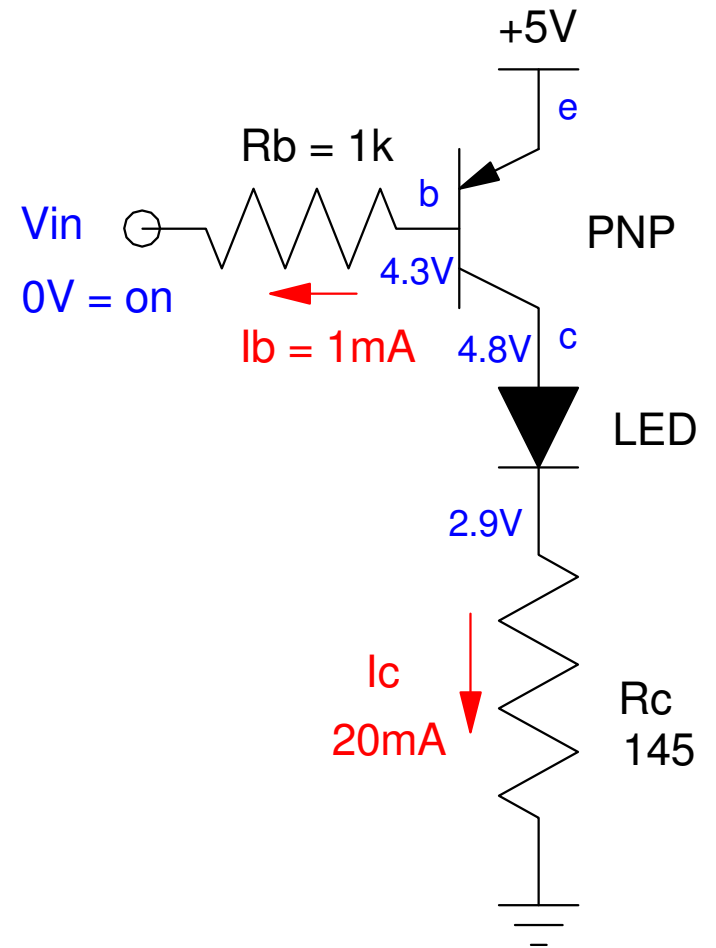 +5V
e
Rb = 1k
b
Vin
PNP
4.3V
0V = on
Ib = 1mA
4.8V
c
LED
2.9V
Ic
20mA
Rc
145